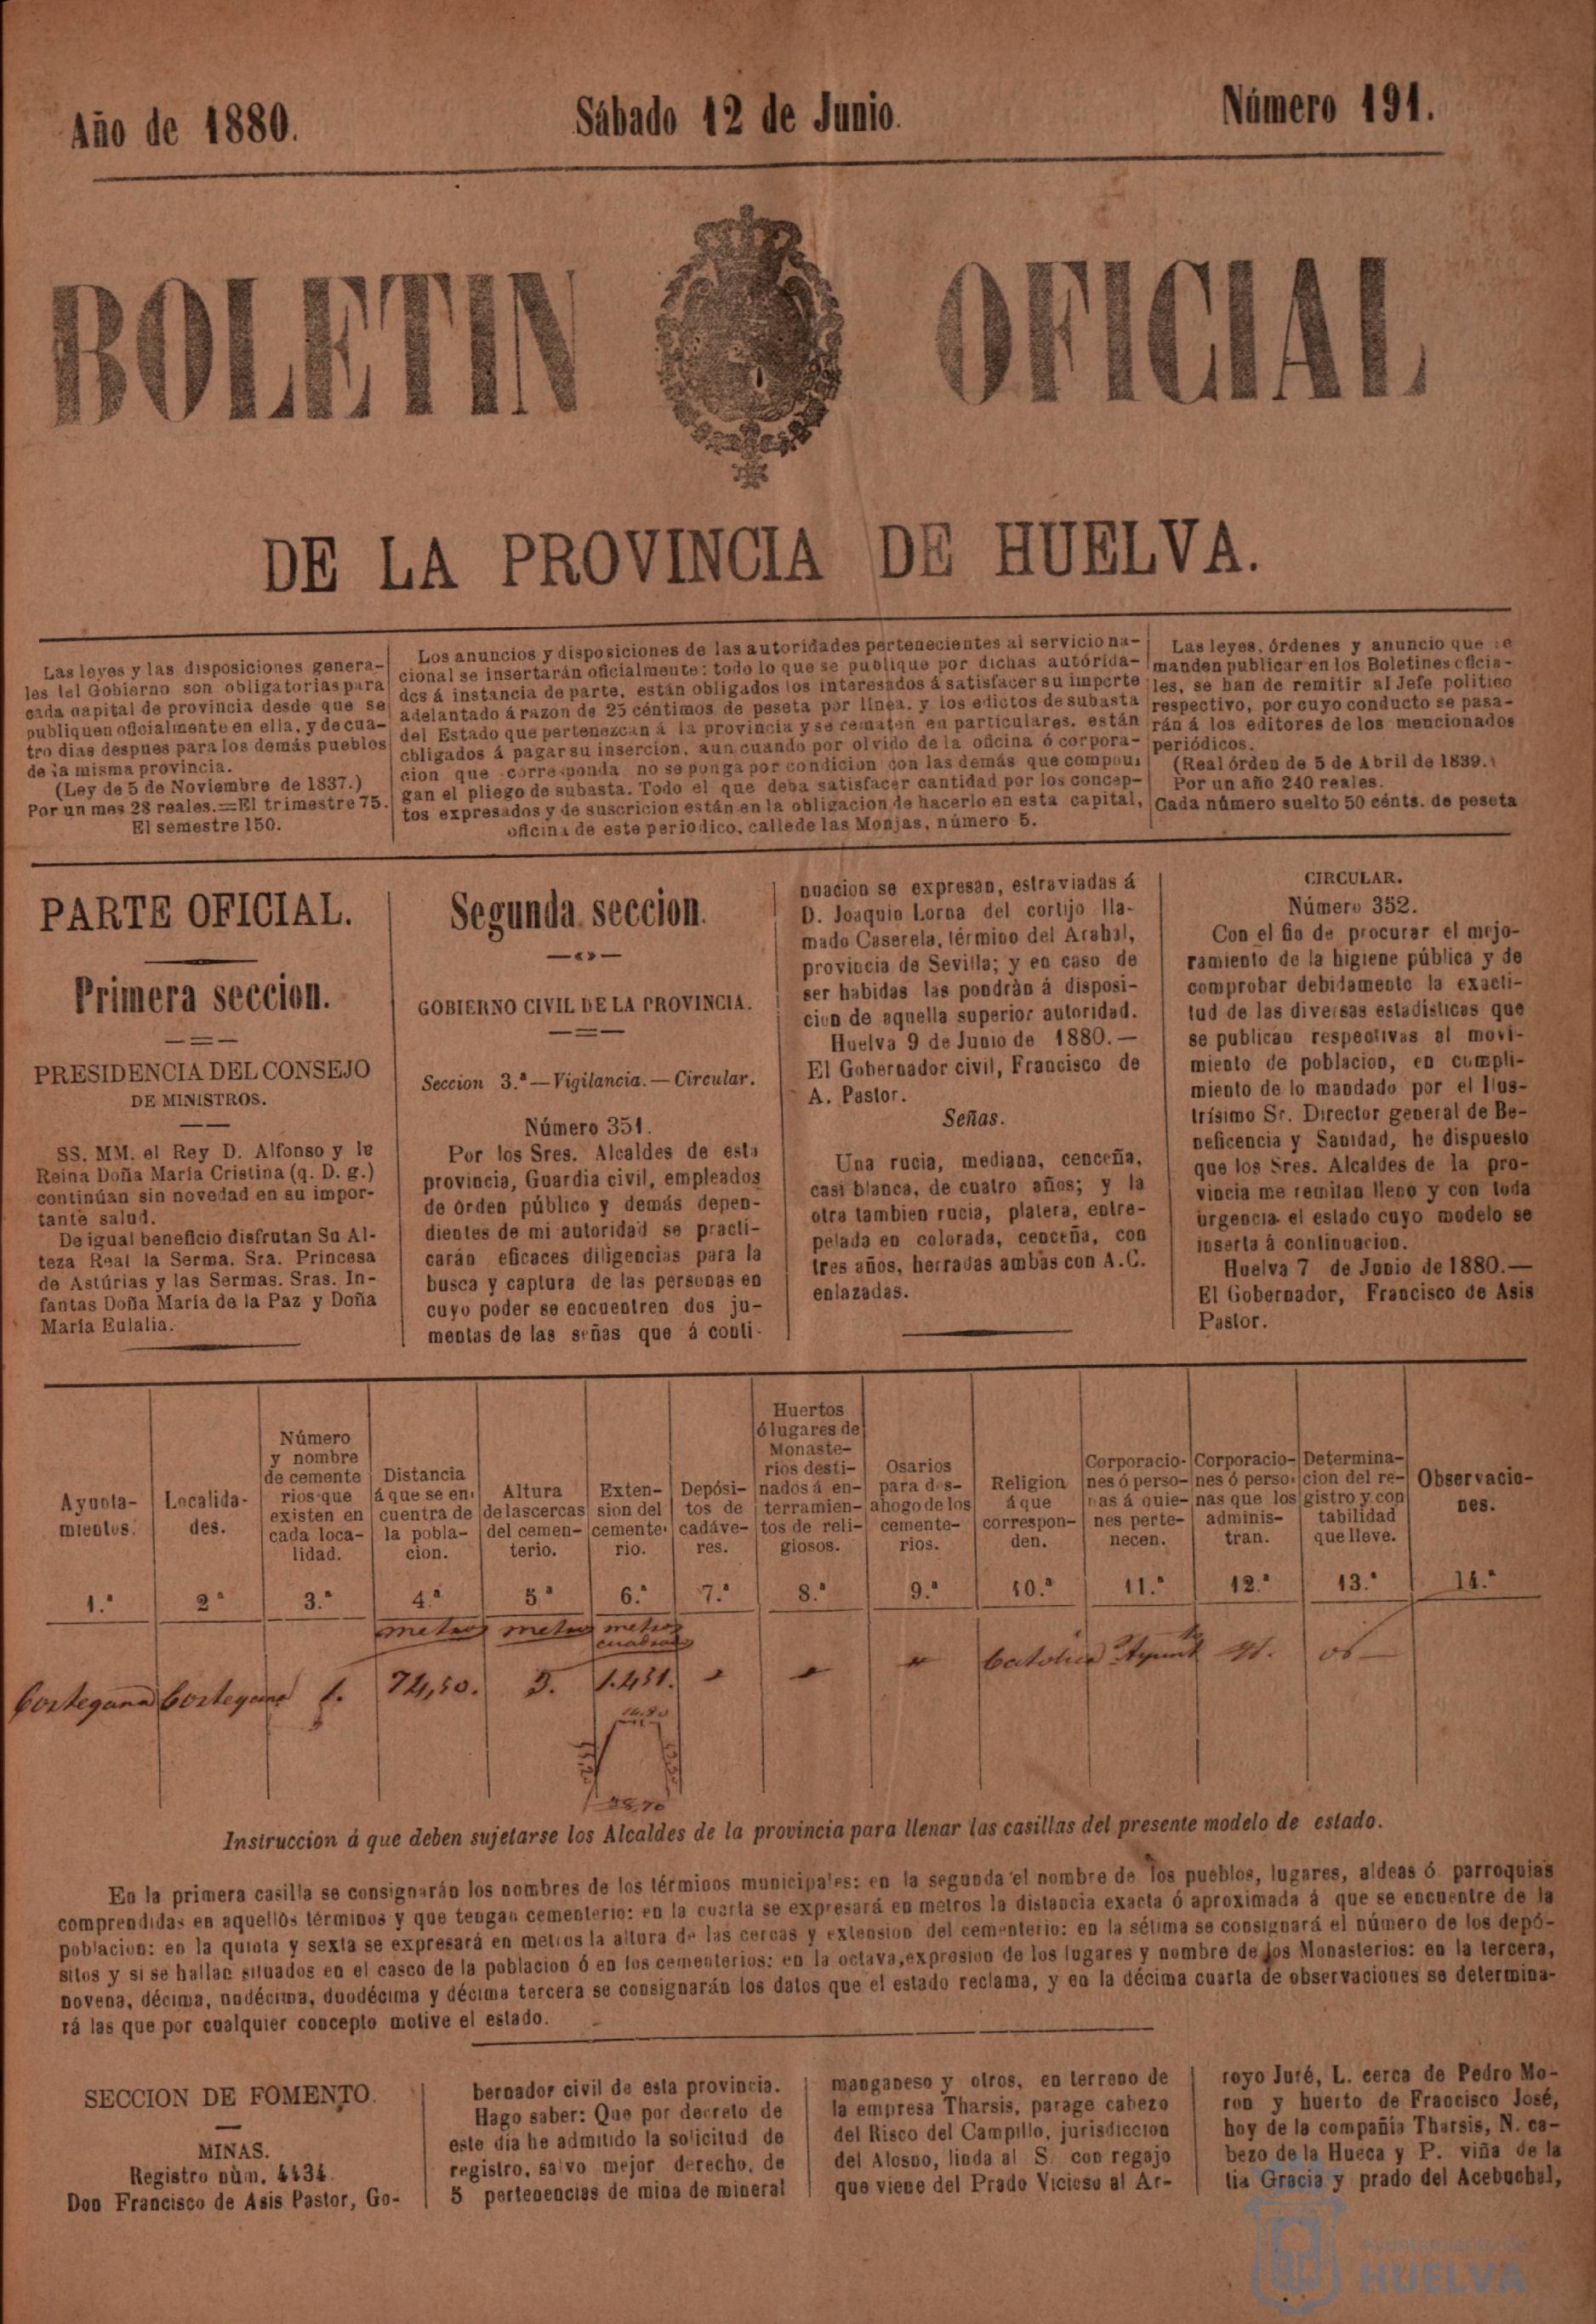 Año de 1880.
Sábado 12 de Junio.
Número 191.
BOLETIN OFICIAL
DE LA PROVINCIA DE HUELVA.
Las leyes y las disposiciones genera-
les del Gobierno son obligatorias para
cada capital de provincia desde que se
publiquen oficialmente en ella, y de cua-
tro dias despues para los demás pueblos
de la misma provincia.
(Ley de 5 de Noviembre de 1837.)
Por un mes 28 reales.=El trimestre 75.
El semestre 150.
Los anuncios y disposiciones de las autoridades pertenecientes al servicio na-
cional se insertarán oficialmente: todo lo que se publique por dichas autorida-
des á instancia de parte, están obligados los interesados á satisfacer su importe
adelantado á razon de 25 céntimos de peseta por línea, y los edictos de subasta
del Estado que pertenezcan á la provincia y se rematen en particulares, están
obligados á pagar su insercion, aun cuando por olvido de la oficina ó corpora-
cion que corresponda no se ponga por condicion con las demás que compon
gan el pliego de subasta. Todo el que deba satisfacer cantidad por los concep-
tos expresados y de suscricion están en la obligacion de hacerlo en esta capital,
oficina de este periodico, calle de las Monjas, número 5.
Las leyes, órdenes y anuncio que se
manden publicar en los Boletines oficia-
les, se han de remitir al Jefe politico
respectivo, por cuyo conducto se pasa-
rán á los editores de los mencionados
periódicos.
(Real órden de 5 de Abril de 1839.)
Por un año 240 reales.
Cada número suelto 50 cénts. de peseta
PARTE OFICIAL.
Primera seccion.
PRESIDENCIA DEL CONSEJO
DE MINISTROS.
SS. MM. el Rey D. Alfonso y la
Reina Doña María Cristina (q. D. g.)
continúan sin novedad en su impor-
tante salud.
De igual beneficio disfrutan Su Al-
teza Real la Serma. Sra. Princesa
de Astúrias y las Sermas. Sras. In-
fantas Doña María de la Paz y Doña
María Eulalia.
Segunda seccion.
GOBIERNO CIVIL DE LA PROVINCIA.
Seccion 3.ª—Vigilancia.—Circular.
Número 351.
Por los Sres. Alcaldes de esta
provincia, Guardia civil, empleados
de órden público y demás depen-
dientes de mi autoridad se practi-
carán eficaces diligencias para la
busca y captura de las personas en
cuyo poder se encuentren dos ju-
mentas de las señas que á conti-
nuacion se expresan, estraviadas á
D. Joaquin Lorna del cortijo lla-
mado Caserela, término del Arahal,
provincia de Sevilla; y en caso de
ser habidas las pondrán á disposi-
cion de aquella superior autoridad.
Huelva 9 de Junio de 1880.—
El Gobernador civil, Francisco de
A. Pastor.
Señas.
Una rucia, mediana, cenceña,
casi blanca, de cuatro años; y la
otra tambien rucia, platera, entre-
pelada en colorada, cenceña, con
tres años, herradas ambas con A.C.
enlazadas.
CIRCULAR.
Número 352.
Con el fin de procurar el mejo-
ramiento de la higiene pública y de
comprobar debidamente la exacti-
tud de las diversas estadísticas que
se publican respectivas al movi-
miento de poblacion, en cumpli-
miento de lo mandado por el Ilus-
trísimo Sr. Director general de Be-
neficencia y Sanidad, he dispuesto
que los Sres. Alcaldes de la pro-
vincia me remitan lleno y con toda
urgencia el estado cuyo modelo se
inserta á continuacion.
Huelva 7 de Junio de 1880.—
El Gobernador, Francisco de Asis
Pastor.
Ayunta-
mientos.
1.ª
Localida-
des.
2.ª
Número
y nombre
de cemente
rios que
existen en
cada loca-
lidad.
3.ª
Distancia
á que se en-
cuentra de
la pobla-
cion.
4.ª
Altura
de las cercas
del cemen-
terio.
5.ª
Exten-
sion del
cemente-
rio.
6.ª
Depósi-
tos de
cadáve-
res.
7.ª
Huertos
ó lugares de
Monaste-
rios desti-
nados á en-
terramien-
tos de reli-
giosos.
8.ª
Osarios
para des-
ahogo de los
cemente-
rios.
9.ª
Religion
á que
correspon-
den.
10.ª
Corporacio-
nes ó perso-
nas á quie-
nes perte-
necen.
11.ª
Corporacio-
nes ó perso-
nas que los
adminis-
tran.
12.ª
Determina-
cion del re-
gistro y con
tabilidad
que lleve.
13.ª
Observacio-
nes.
14.ª
metros metros metros
cuadrados
Cortegana Cortegana 1. 74,50. 3. 1.451. " " " Católica Ayunt.to
28,70
Instruccion á que deben sujetarse los Alcaldes de la provincia para llenar las casillas del presente modelo de estado.
En la primera casilla se consignarán los nombres de los términos municipales: en la segunda el nombre de los pueblos, lugares, aldeas ó parroquias
comprendidas en aquellos términos y que tengan cementerio: en la cuarta se expresará en metros la distancia exacta ó aproximada á que se encuentre de la
poblacion: en la quinta y sexta se expresará en metros la altura de las cercas y extension del cementerio: en la sétima se consignará el número de los depó-
sitos y si se hallan situados en el casco de la poblacion ó en los cementerios: en la octava, expresion de los lugares y nombre de los Monasterios: en la tercera,
novena, décima, undécima, duodécima y décima tercera se consignarán los datos que el estado reclama, y en la décima cuarta de observaciones se determina-
rá las que por cualquier concepto motive el estado.
SECCION DE FOMENTO.
MINAS.
Registro núm. 4434.
Don Francisco de Asis Pastor, Go-
bernador civil de esta provincia.
Hago saber: Que por decreto de
este dia he admitido la solicitud de
registro, salvo mejor derecho, de
5 pertenencias de mina de mineral
manganeso y otros, en terreno de
la empresa Tharsis, parage cabezo
del Risco del Campillo, jurisdiccion
del Alosno, linda al S. con regajo
que viene del Prado Vicioso al Ar-
royo Juré, L. cerca de Pedro Mo-
ron y huerto de Francisco José,
hoy de la compañía Tharsis, N. ca-
bezo de la Hueca y P. viña de la
tia Gracia y prado del Acebuchal,
Ayuntamiento de
HUELVA